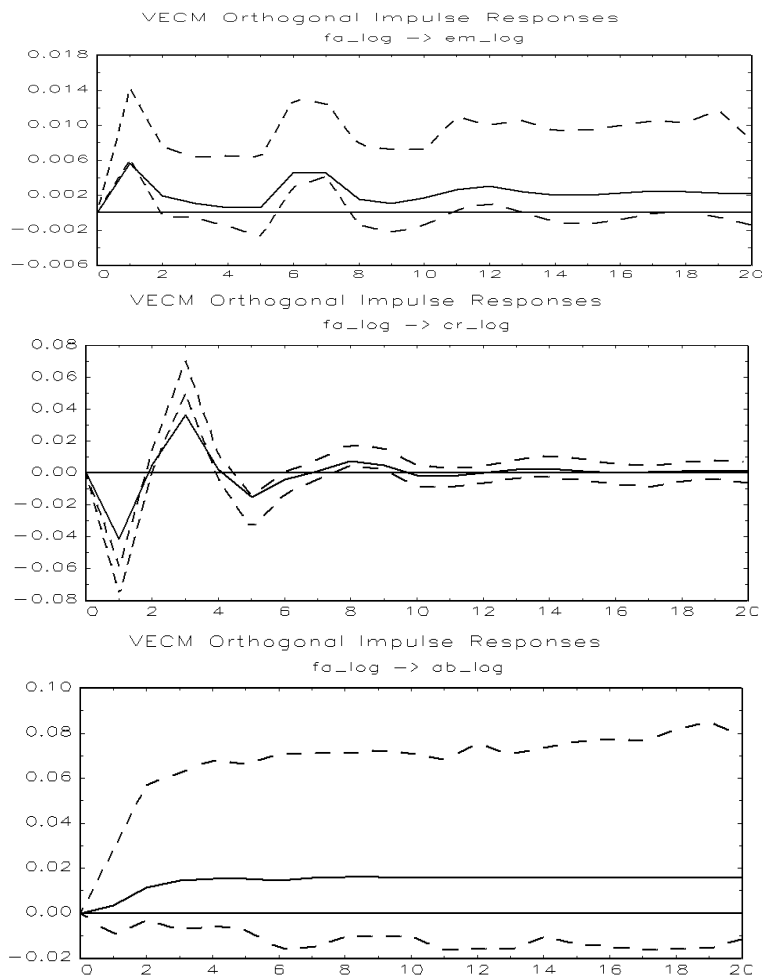 VECM Orthogonal Impulse Responses
fa_log -> em_log
0.018
0.014
0.010
0.006
0.002
-0.002
-0.006
0 2 4 6 8 10 12 14 16 18 20
VECM Orthogonal Impulse Responses
fa_log -> cr_log
0.08
0.06
0.04
0.02
0.00
-0.02
-0.04
-0.06
-0.08
0 2 4 6 8 10 12 14 16 18 20
VECM Orthogonal Impulse Responses
fa_log -> ab_log
0.10
0.08
0.06
0.04
0.02
0.00
-0.02
0 2 4 6 8 10 12 14 16 18 20